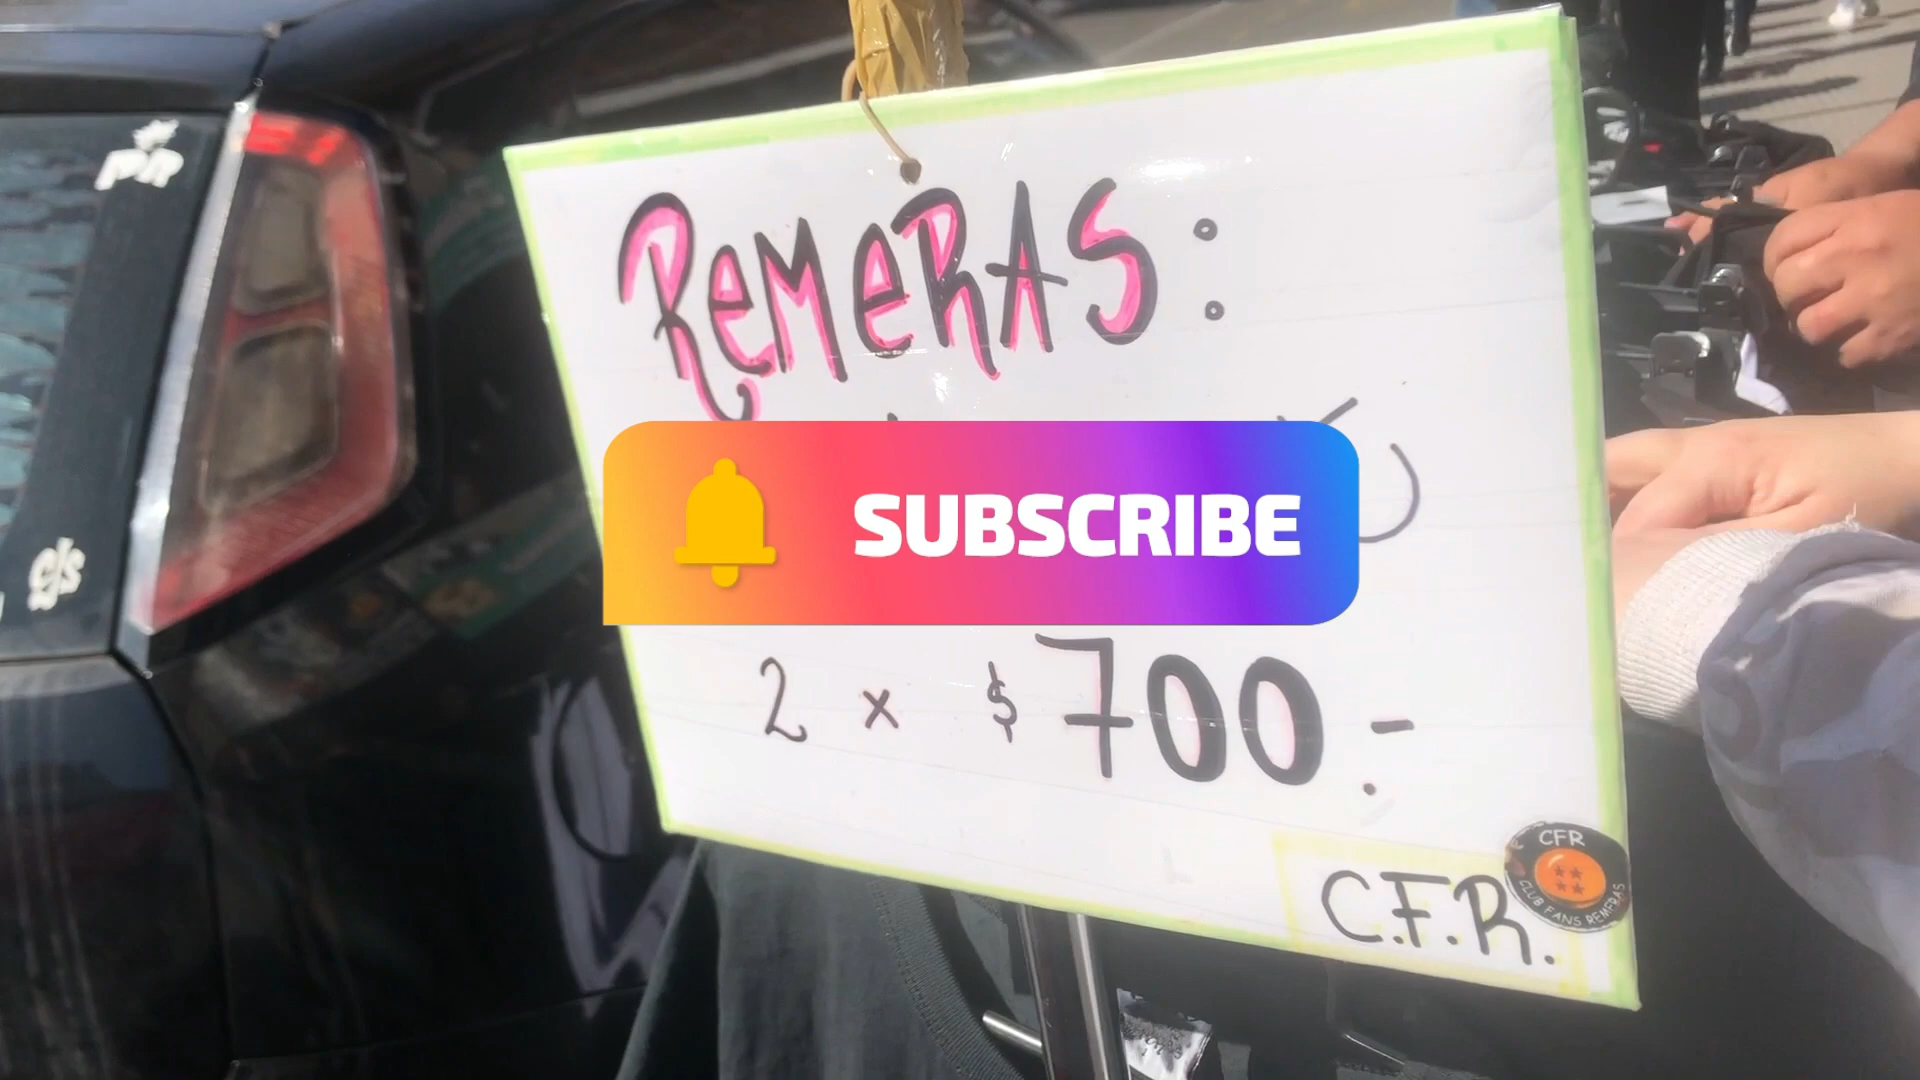 REMERAS:
SUBSCRIBE
2 x $700.-
C.F.R.
CFR
CLUB FANS REMERAS